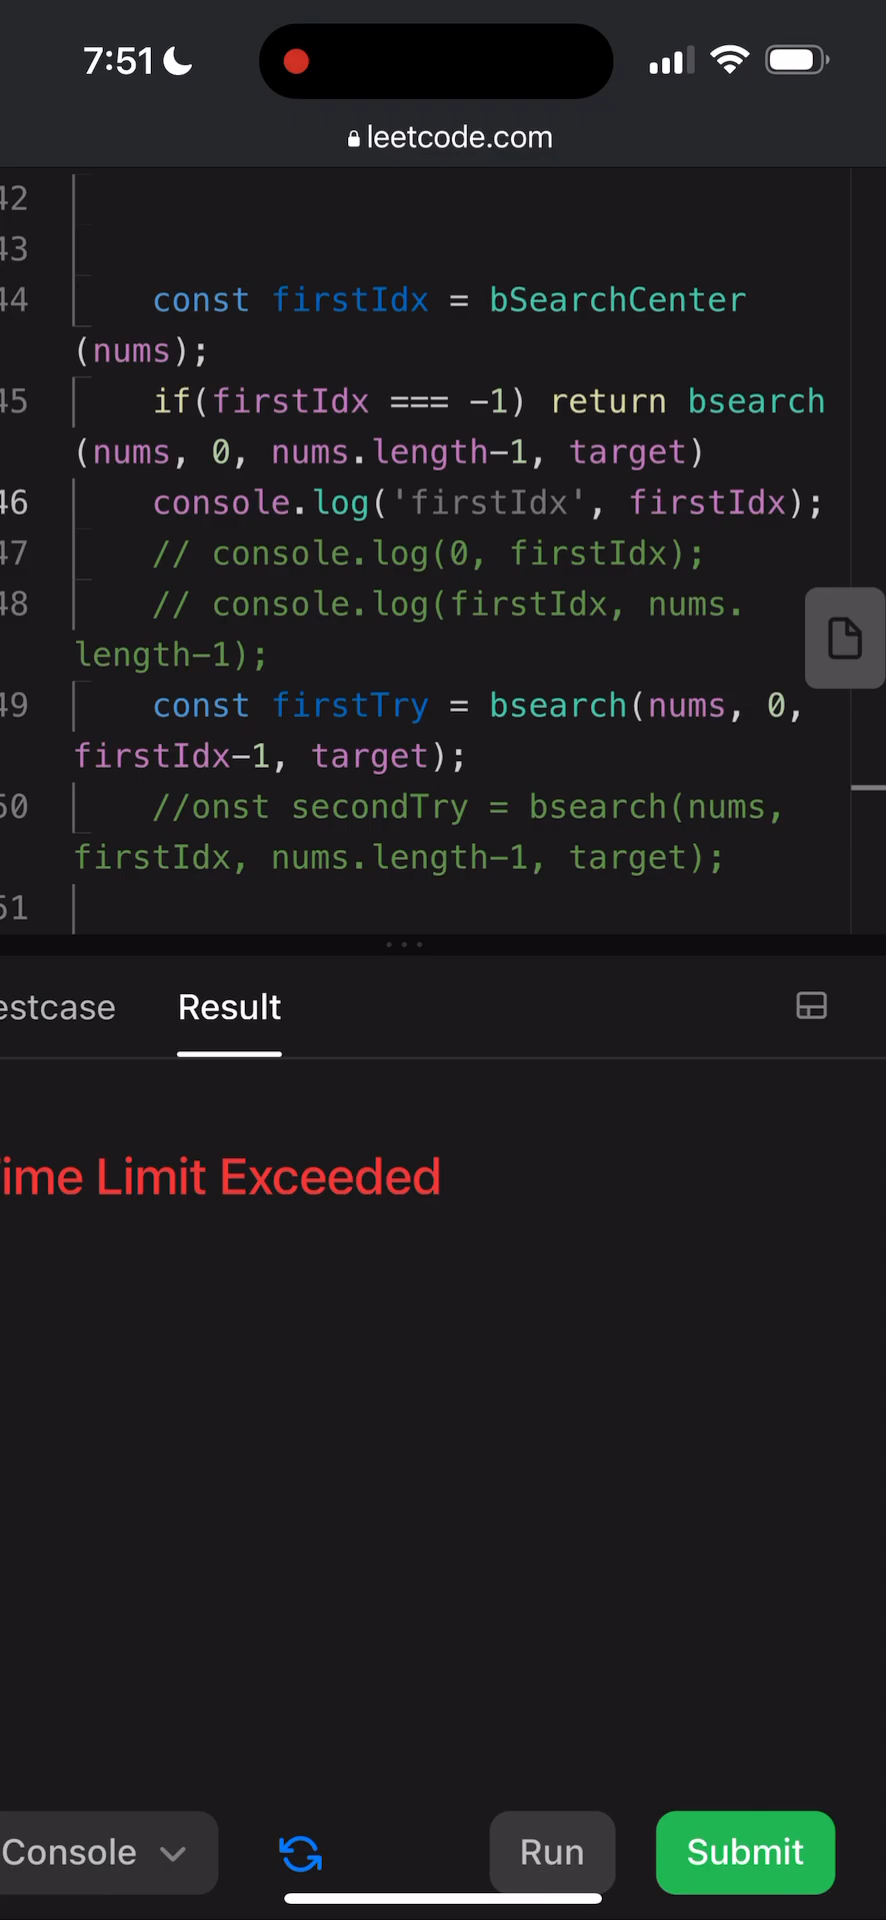 7:51
leetcode.com
42
43
44 const firstIdx = bSearchCenter
(nums);
45 if(firstIdx === -1) return bsearch
(nums, 0, nums.length-1, target)
46 console.log('firstIdx', firstIdx);
47 // console.log(0, firstIdx);
48 // console.log(firstIdx, nums.
length-1);
49 const firstTry = bsearch(nums, 0,
firstIdx-1, target);
50 //onst secondTry = bsearch(nums,
firstIdx, nums.length-1, target);
51
estcase Result
ime Limit Exceeded
Console Run Submit